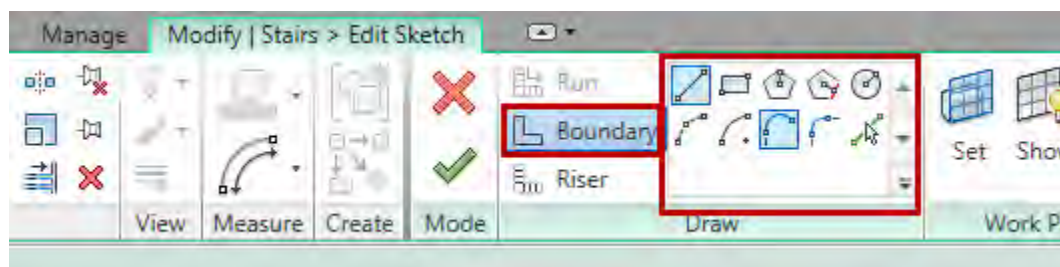 Manage Modify | Stairs > Edit Sketch
Run
Boundary
Riser
Set Show
View Measure Create Mode Draw Work P